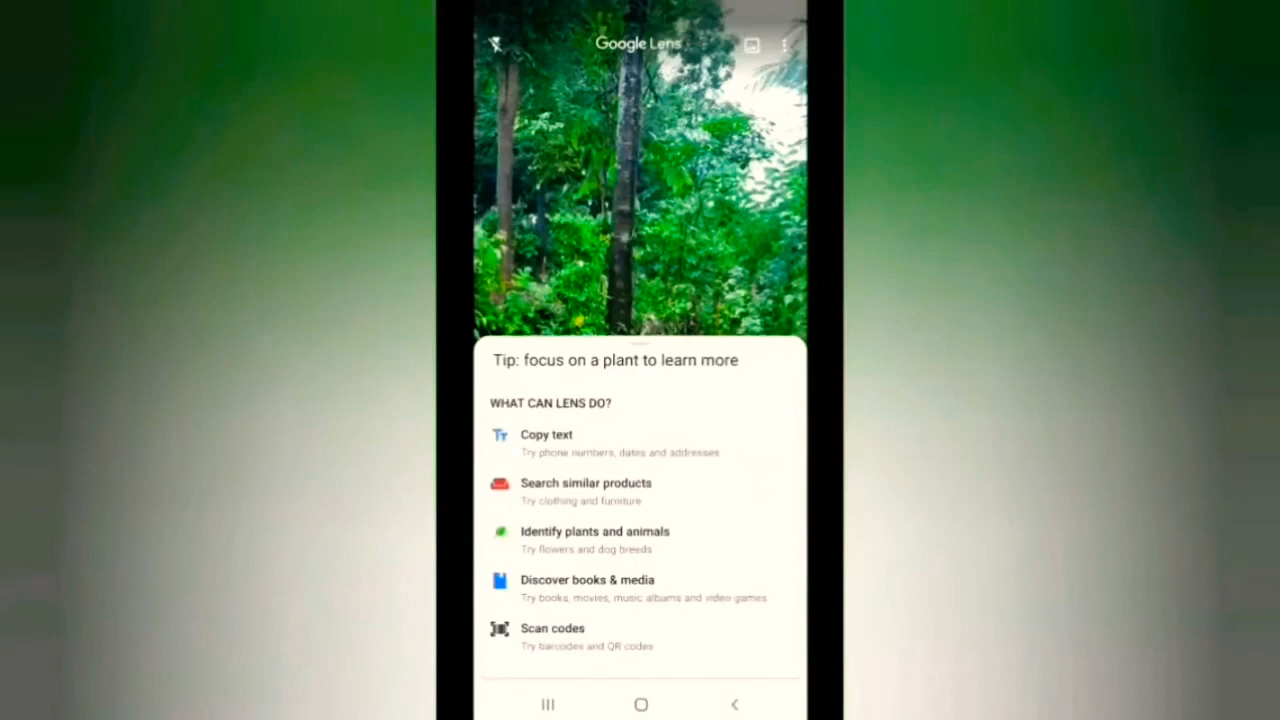 Google Lens
Tip: focus on a plant to learn more
WHAT CAN LENS DO?
Copy text
Try phone numbers, dates and addresses
Search similar products
Try clothing and furniture
Identify plants and animals
Try flowers and dog breeds
Discover books & media
Try books, movies, music albums and video games
Scan codes
Try barcodes and QR codes